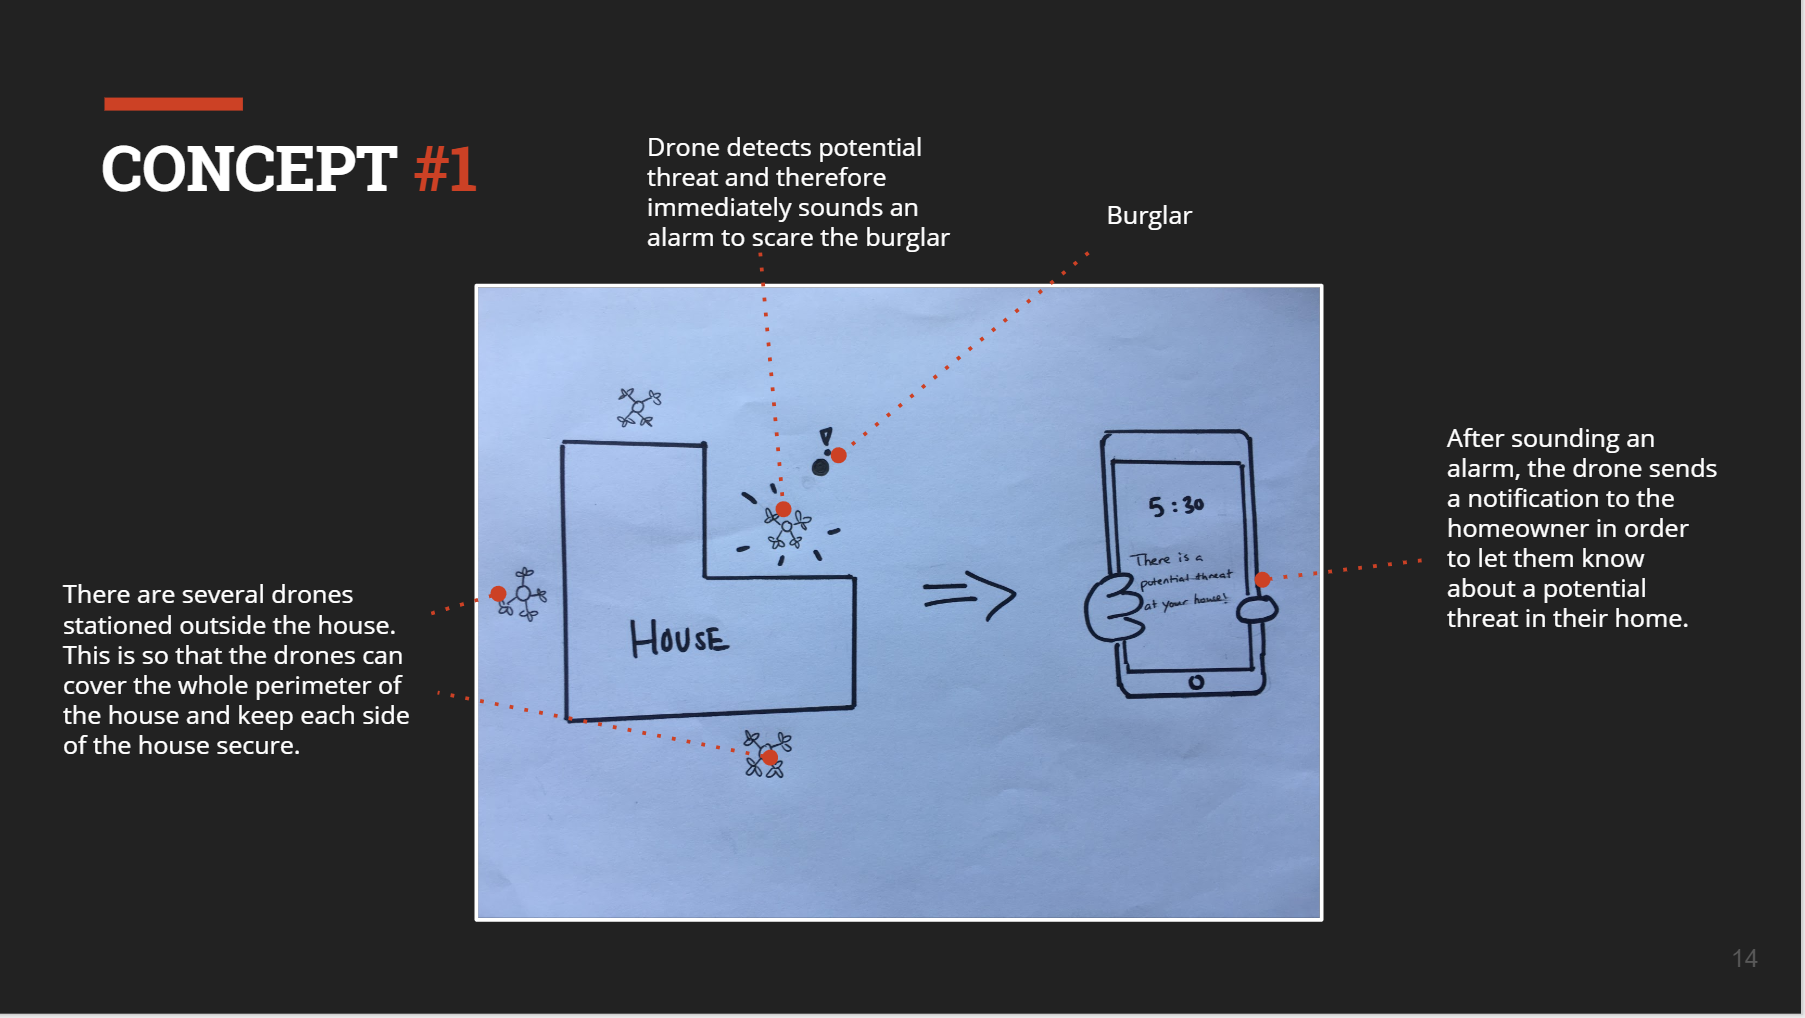 CONCEPT #1
Drone detects potential
threat and therefore
immediately sounds an
alarm to scare the burglar
Burglar
There are several drones
stationed outside the house.
This is so that the drones can
cover the whole perimeter of
the house and keep each side
of the house secure.
HOUSE
!
5:30
There is a
potential threat
at your home!
After sounding an
alarm, the drone sends
a notification to the
homeowner in order
to let them know
about a potential
threat in their home.
14